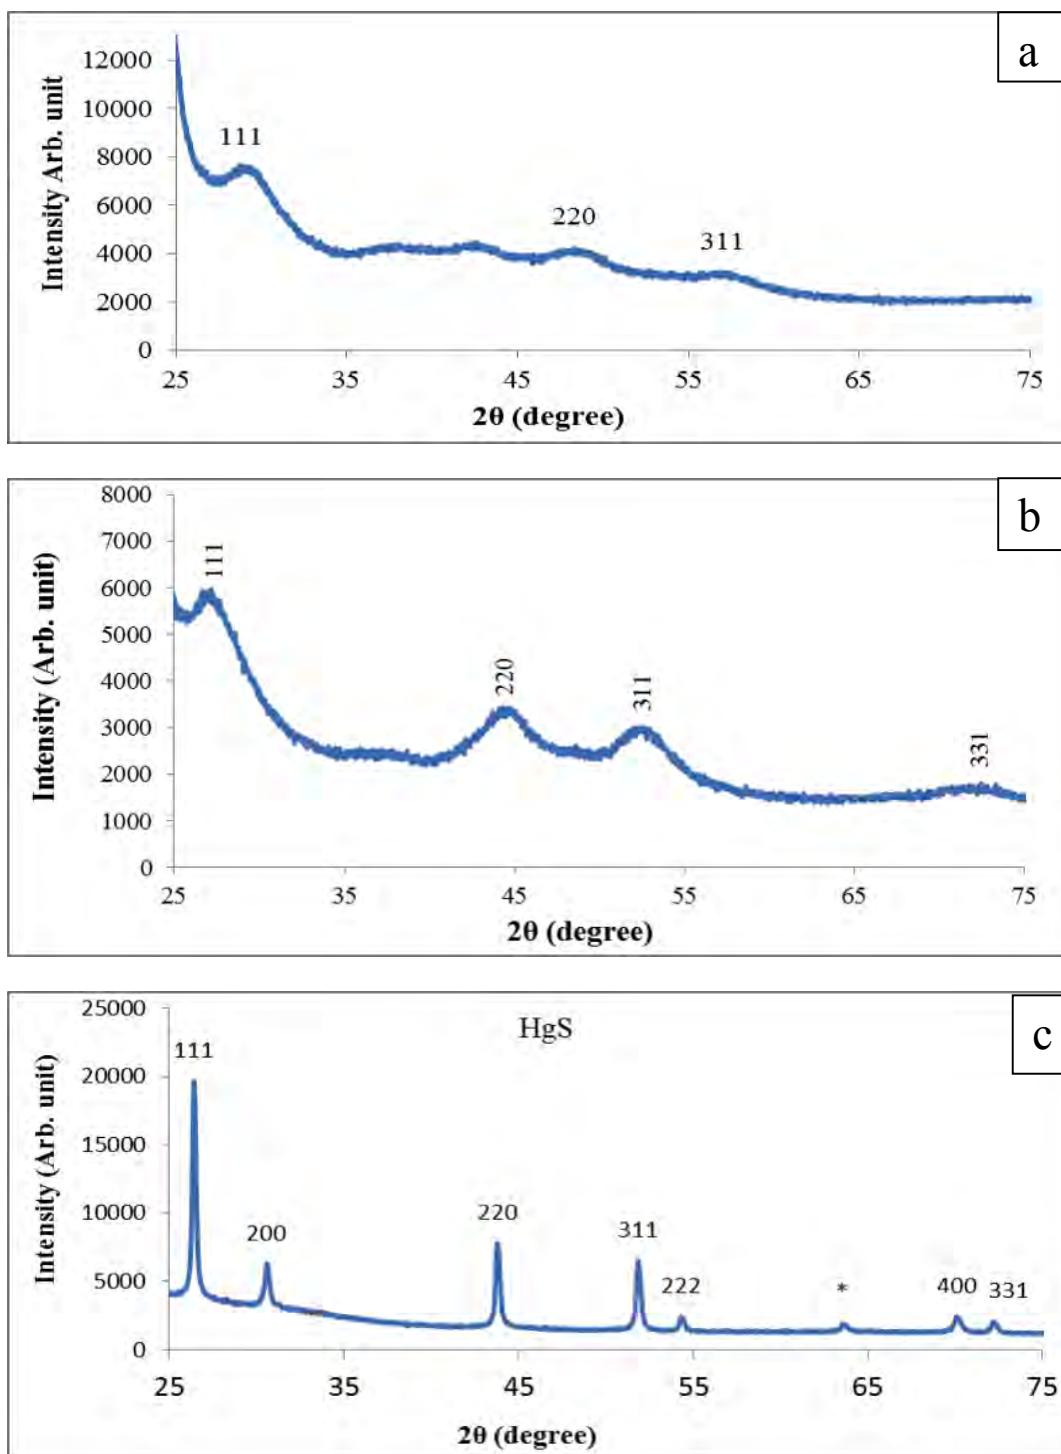 a
Intensity Arb. unit
12000
10000
8000
6000
4000
2000
0
111
220
311
25 35 45 55 65 75
2θ (degree)
b
Intensity (Arb. unit)
8000
7000
6000
5000
4000
3000
2000
1000
0
111
220
311
331
25 35 45 55 65 75
2θ (degree)
c
HgS
Intensity (Arb. unit)
25000
20000
15000
10000
5000
0
111
200
220
311
222
*
400
331
25 35 45 55 65 75
2θ (degree)